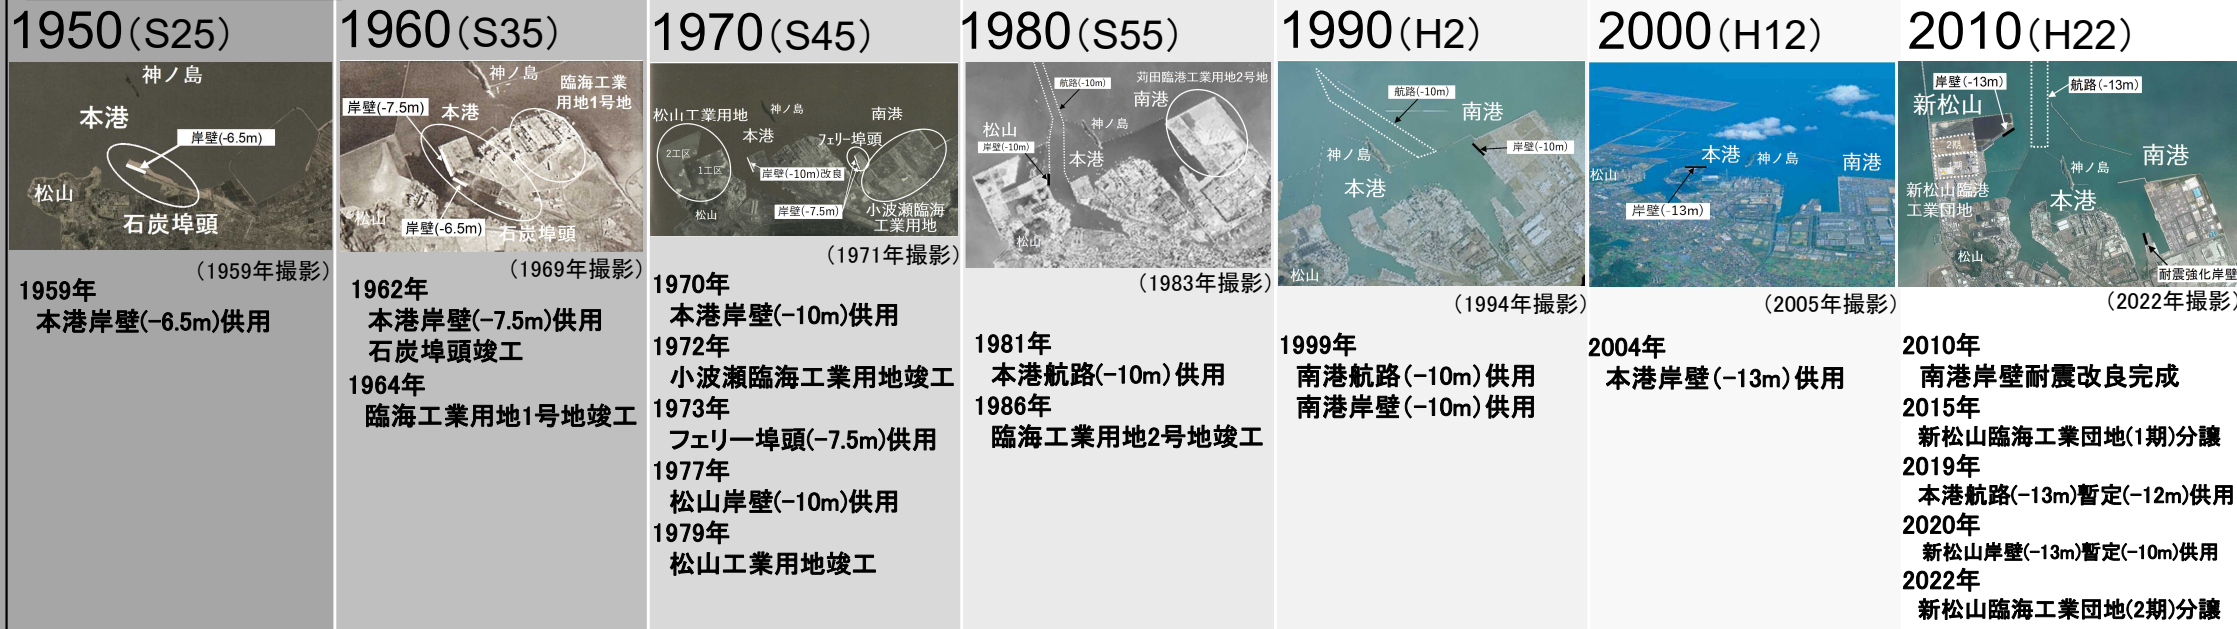 1950(S25)
神ノ島
本港
岸壁(-6.5m)
松山
石炭埠頭
(1959年撮影)
1959年
本港岸壁(-6.5m)供用
1960(S35)
神ノ島
臨海工業
用地1号地
岸壁(-7.5m)
本港
松山
岸壁(-6.5m)
石炭埠頭
(1969年撮影)
1962年
本港岸壁(-7.5m)供用
石炭埠頭竣工
1964年
臨海工業用地1号地竣工
1970(S45)
松山工業用地
神ノ島
南港
本港
フェリー埠頭
2工区
1工区
岸壁(-10m)改良
松山
岸壁(-7.5m)
小波瀬臨海
工業用地
(1971年撮影)
1970年
本港岸壁(-10m)供用
1972年
小波瀬臨海工業用地竣工
1973年
フェリー埠頭(-7.5m)供用
1977年
松山岸壁(-10m)供用
1979年
松山工業用地竣工
1980(S55)
航路(-10m)
苅田臨港工業用地2号地
南港
松山
神ノ島
岸壁(-10m)
本港
松山
(1983年撮影)
1981年
本港航路(-10m)供用
1986年
臨海工業用地2号地竣工
1990(H2)
航路(-10m)
南港
岸壁(-10m)
神ノ島
本港
松山
(1994年撮影)
1999年
南港航路(-10m)供用
南港岸壁(-10m)供用
2000(H12)
本港
神ノ島
南港
松山
岸壁(-13m)
(2005年撮影)
2004年
本港岸壁(-13m)供用
2010(H22)
岸壁(-13m)
航路(-13m)
新松山
2期
1期
神ノ島
南港
新松山臨港
工業団地
本港
松山
耐震強化岸壁
(2022年撮影)
2010年
南港岸壁耐震改良完成
2015年
新松山臨海工業団地(1期)分譲
2019年
本港航路(-13m)暫定(-12m)供用
2020年
新松山岸壁(-13m)暫定(-10m)供用
2022年
新松山臨海工業団地(2期)分譲